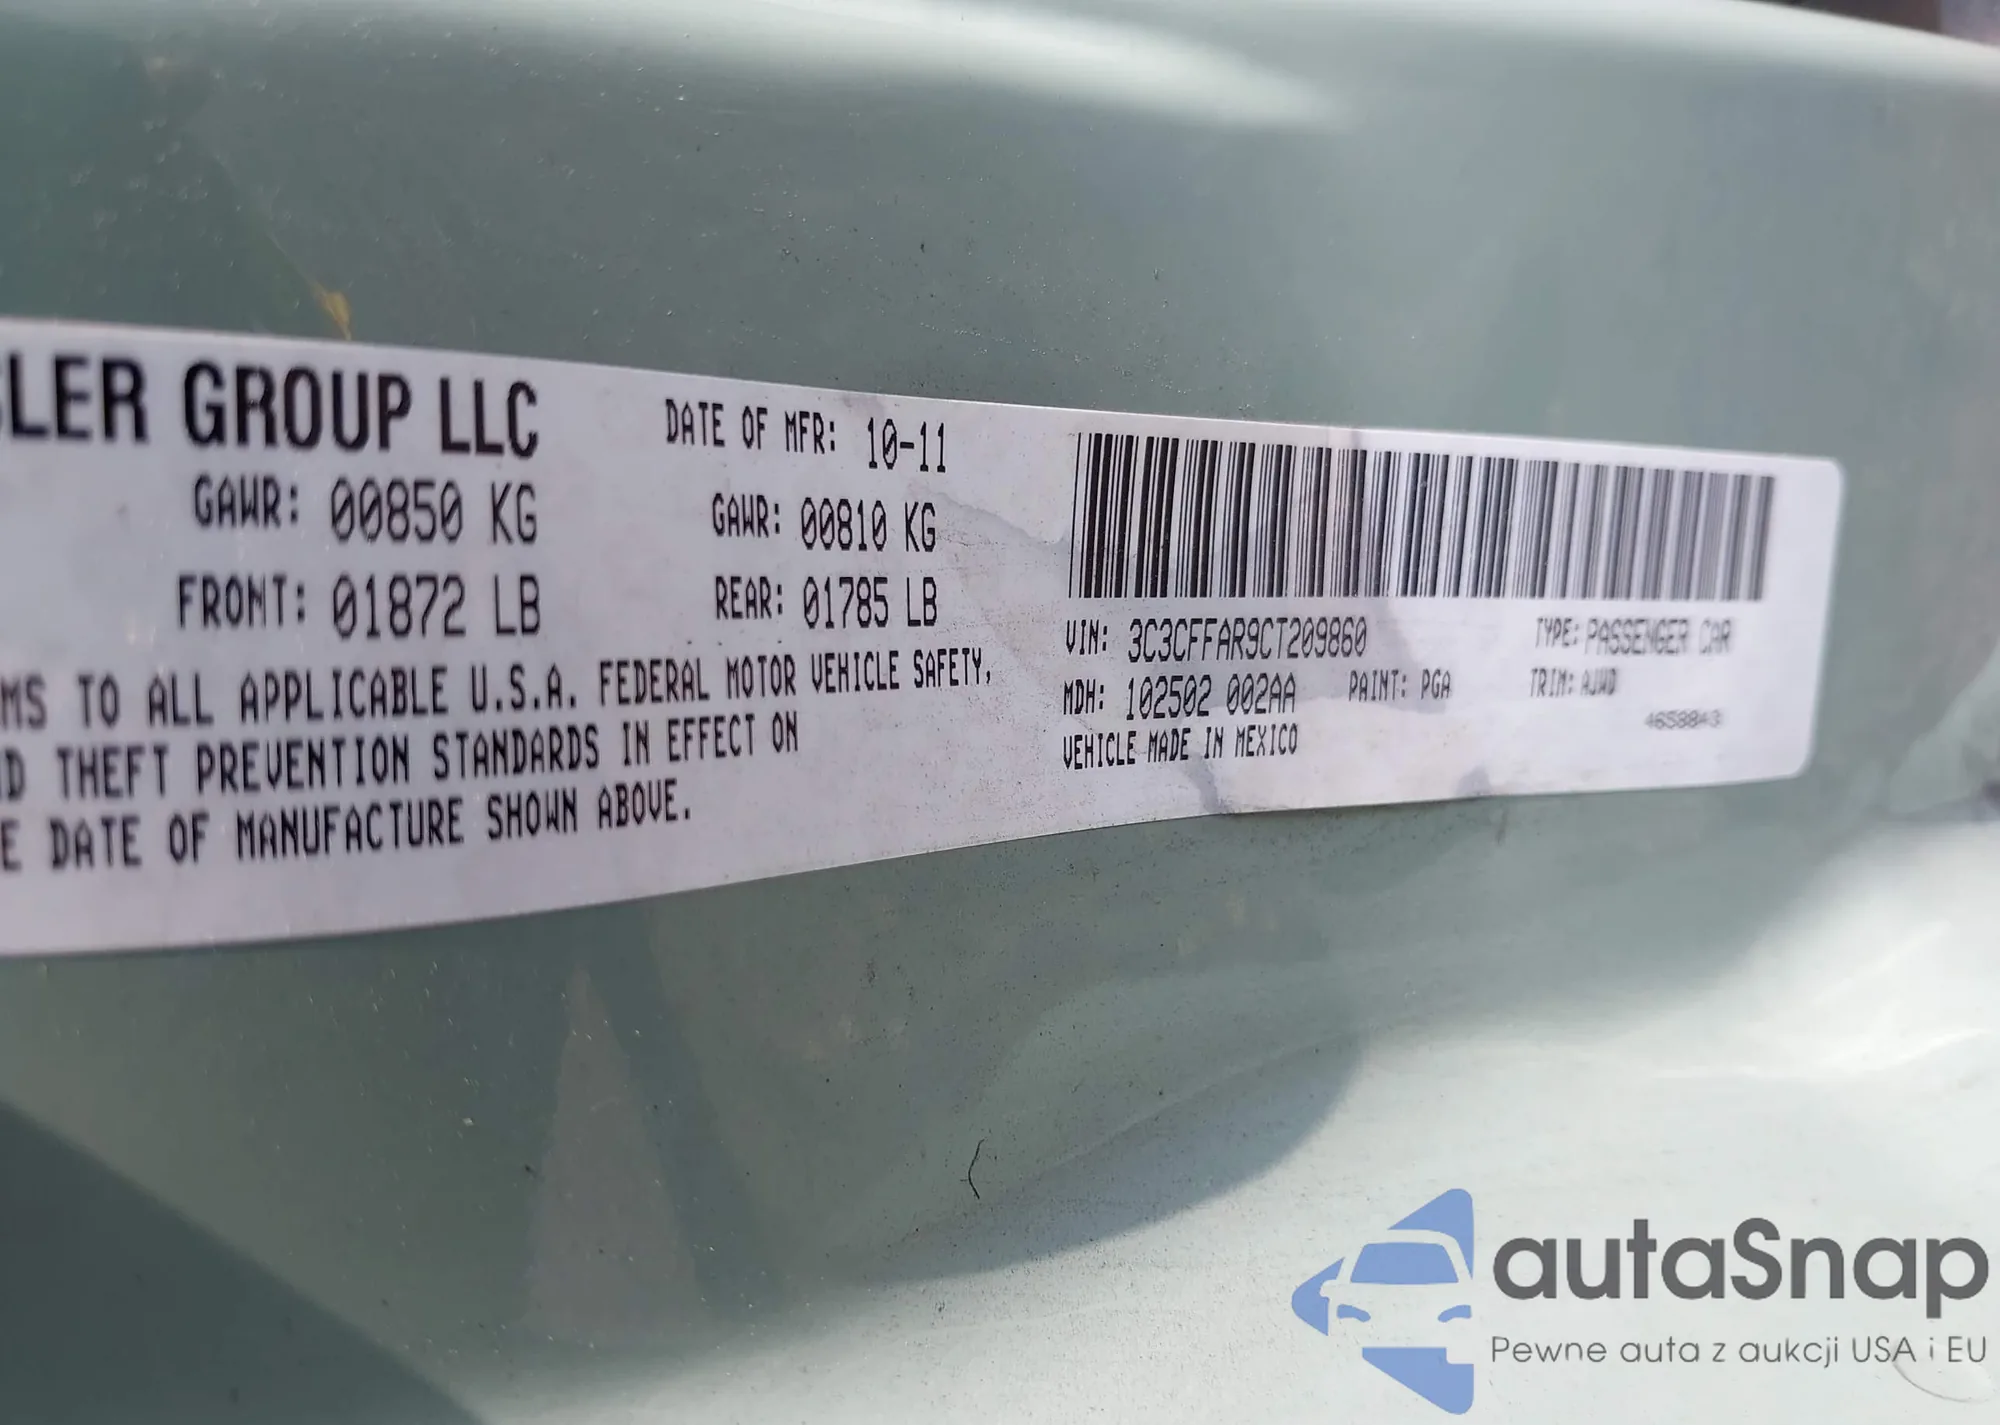 LER GROUP LLC
DATE OF MFR: 10-11
GAWR: 00850 KG
GAWR: 00810 KG
FRONT: 01872 LB
REAR: 01785 LB
MS TO ALL APPLICABLE U.S.A. FEDERAL MOTOR VEHICLE SAFETY,
D THEFT PREVENTION STANDARDS IN EFFECT ON
E DATE OF MANUFACTURE SHOWN ABOVE.
VIN: 3C3CFFAR9CT209860
TYPE: PASSENGER CAR
MDH: 102502 002AA PAINT: PGA TRIM: AJWD
4658843
VEHICLE MADE IN MEXICO
autaSnap
Pewne auta z aukcji USA i EU